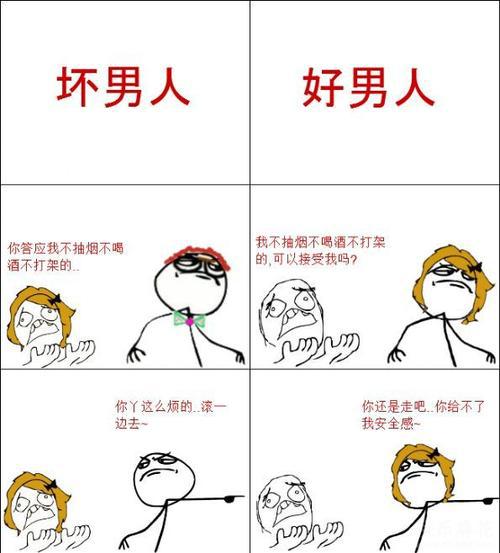 坏男人
好男人
你答应我不抽烟不喝
酒不打架的..
我不抽烟不喝酒不打架
的,可以接受我吗?
你丫这么烦的..滚一
边去~
你还是走吧..你给不了
我安全感~